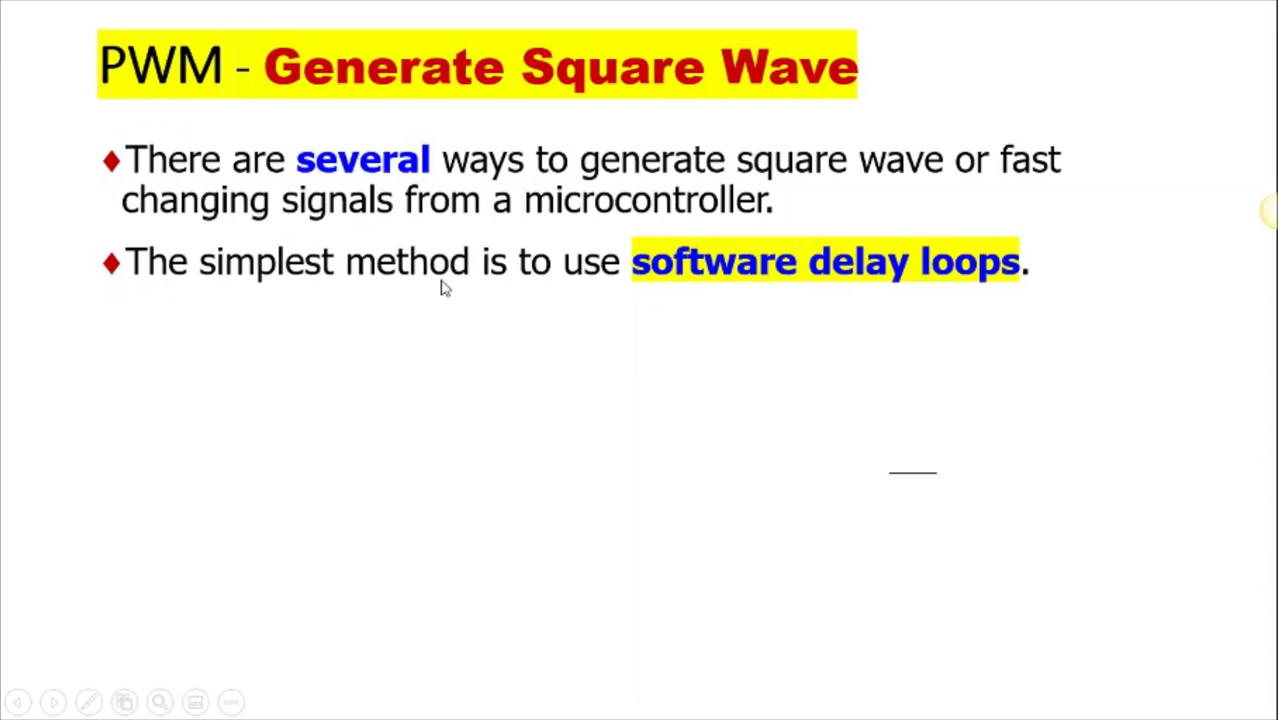 PWM - Generate Square Wave
♦There are several ways to generate square wave or fast
changing signals from a microcontroller.
♦The simplest method is to use software delay loops.